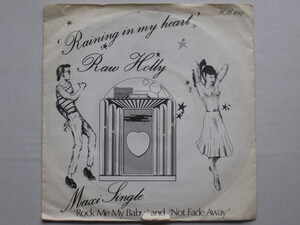 'Raining in my heart'
Raw Holly
Maxi Single
'Rock Me My Baby' and 'Not Fade Away'